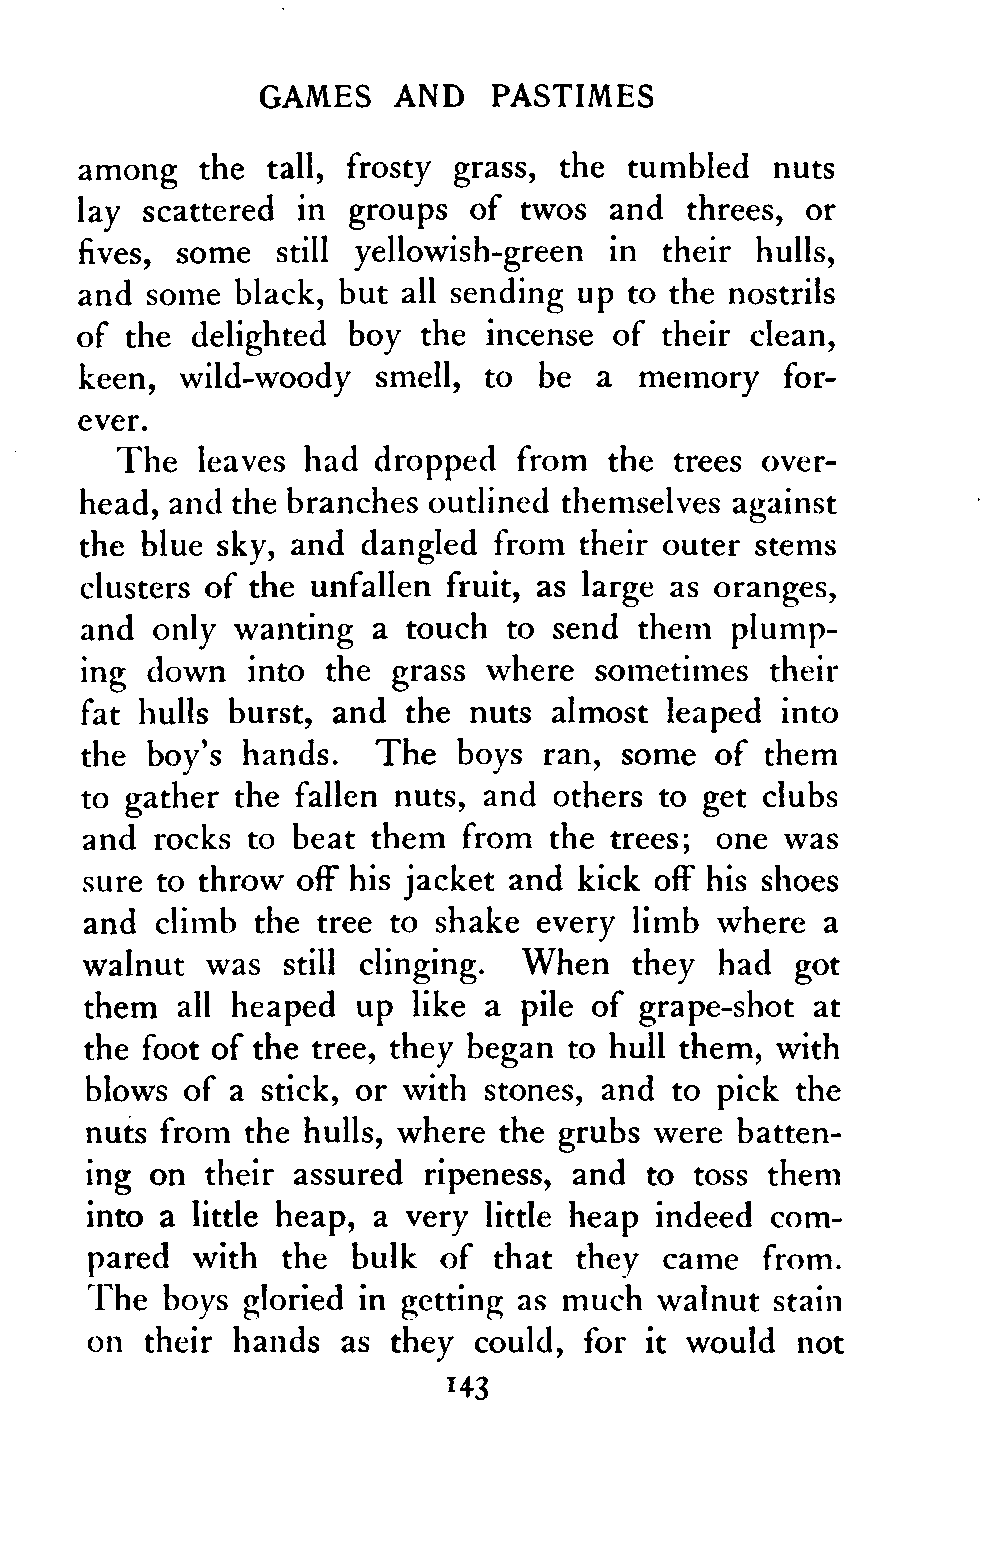 GAMES AND PASTIMES
among the tall, frosty grass, the tumbled nuts
lay scattered in groups of twos and threes, or
fives, some still yellowish-green in their hulls,
and some black, but all sending up to the nostrils
of the delighted boy the incense of their clean,
keen, wild-woody smell, to be a memory for-
ever.
The leaves had dropped from the trees over-
head, and the branches outlined themselves against
the blue sky, and dangled from their outer stems
clusters of the unfallen fruit, as large as oranges,
and only wanting a touch to send them plump-
ing down into the grass where sometimes their
fat hulls burst, and the nuts almost leaped into
the boy's hands. The boys ran, some of them
to gather the fallen nuts, and others to get clubs
and rocks to beat them from the trees; one was
sure to throw off his jacket and kick off his shoes
and climb the tree to shake every limb where a
walnut was still clinging. When they had got
them all heaped up like a pile of grape-shot at
the foot of the tree, they began to hull them, with
blows of a stick, or with stones, and to pick the
nuts from the hulls, where the grubs were batten-
ing on their assured ripeness, and to toss them
into a little heap, a very little heap indeed com-
pared with the bulk of that they came from.
The boys gloried in getting as much walnut stain
on their hands as they could, for it would not
143